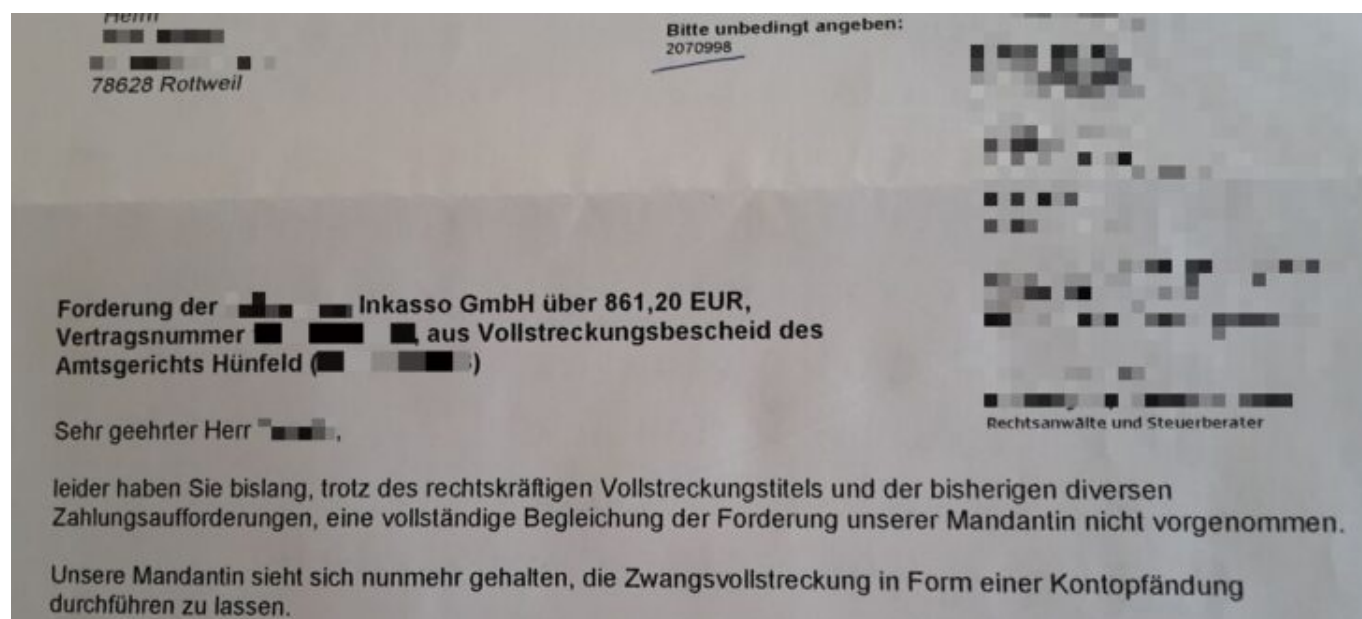 Herrn
78628 Rottweil
Bitte unbedingt angeben:
2070998
Forderung der Inkasso GmbH über 861,20 EUR,
Vertragsnummer , aus Vollstreckungsbescheid des
Amtsgerichts Hünfeld ( )
Rechtsanwälte und Steuerberater
Sehr geehrter Herr ,
leider haben Sie bislang, trotz des rechtskräftigen Vollstreckungstitels und der bisherigen diversen
Zahlungsaufforderungen, eine vollständige Begleichung der Forderung unserer Mandantin nicht vorgenommen.
Unsere Mandantin sieht sich nunmehr gehalten, die Zwangsvollstreckung in Form einer Kontopfändung
durchführen zu lassen.